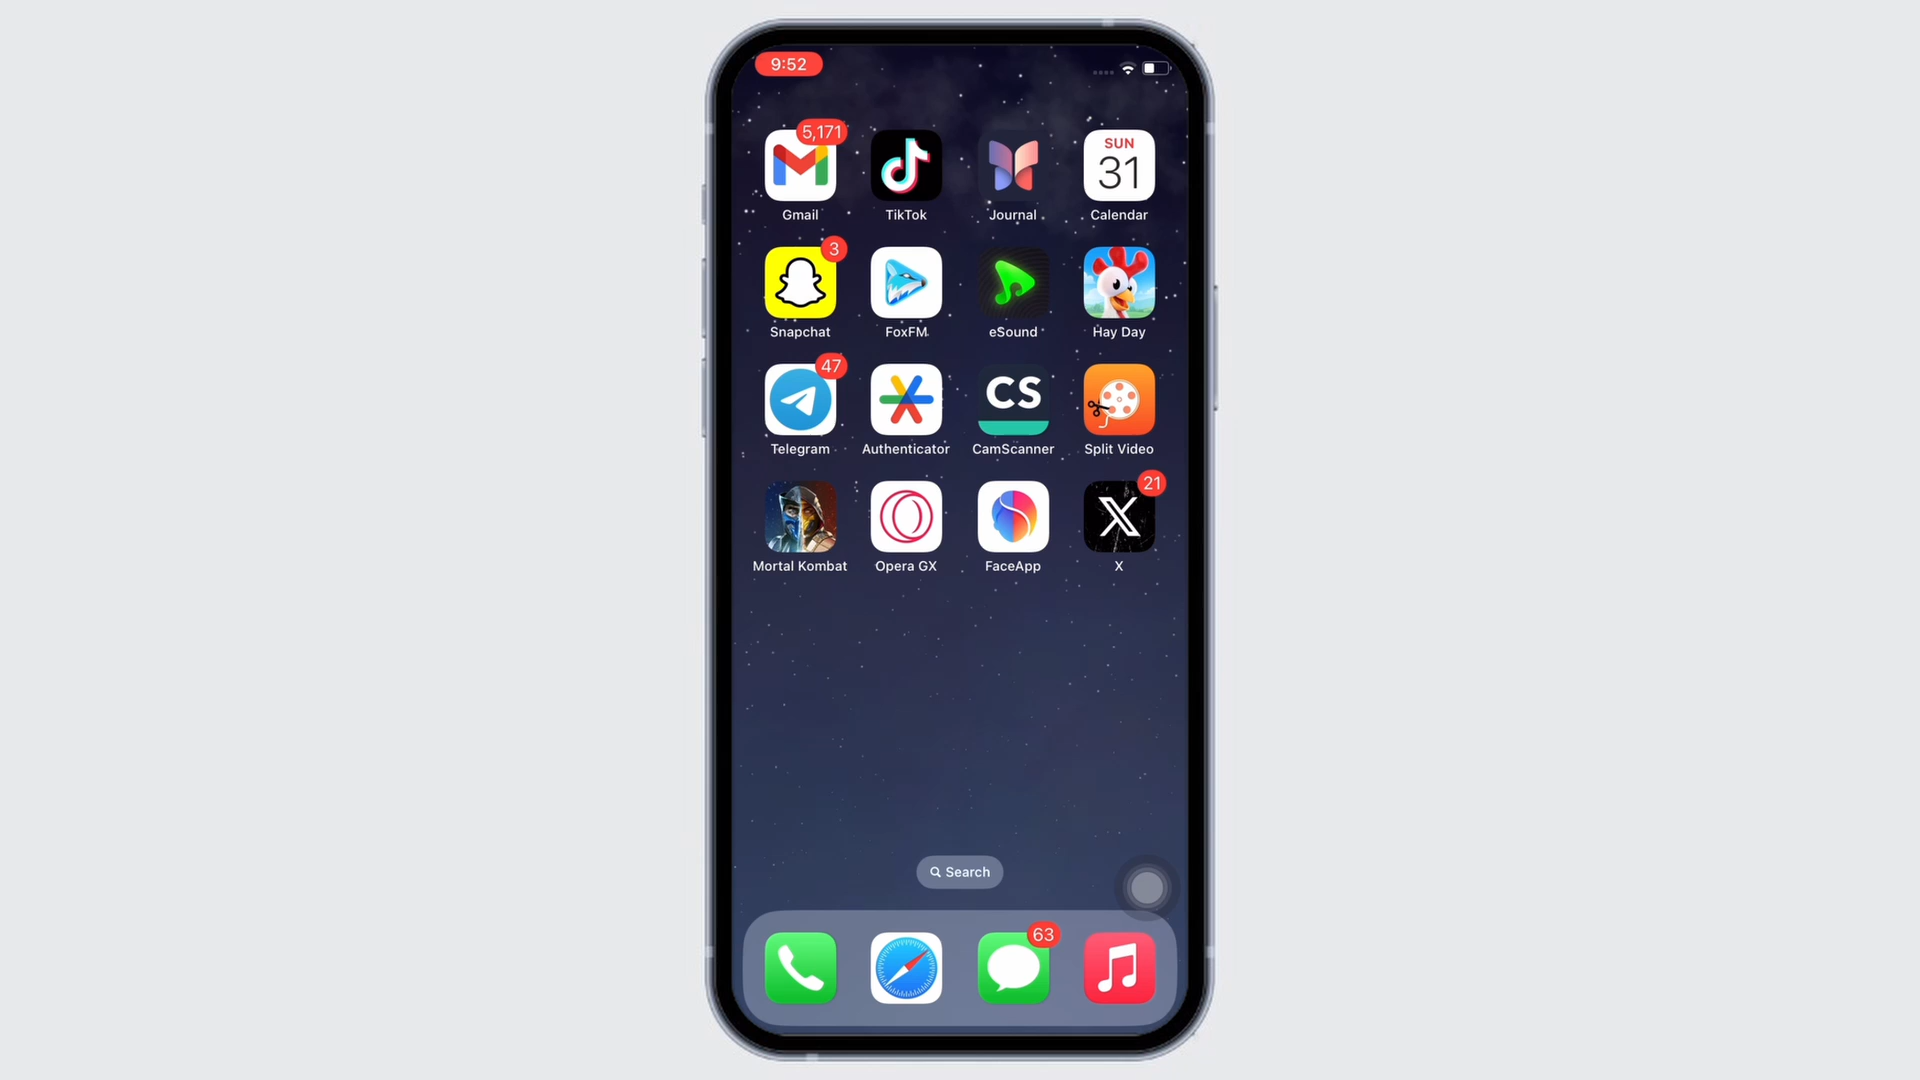 9:52
5,171
SUN
31
Gmail
TikTok
Journal
Calendar
3
Snapchat
FoxFM
eSound
Hay Day
47
CS
Telegram
Authenticator
CamScanner
Split Video
21
X
Mortal Kombat
Opera GX
FaceApp
X
Search
63